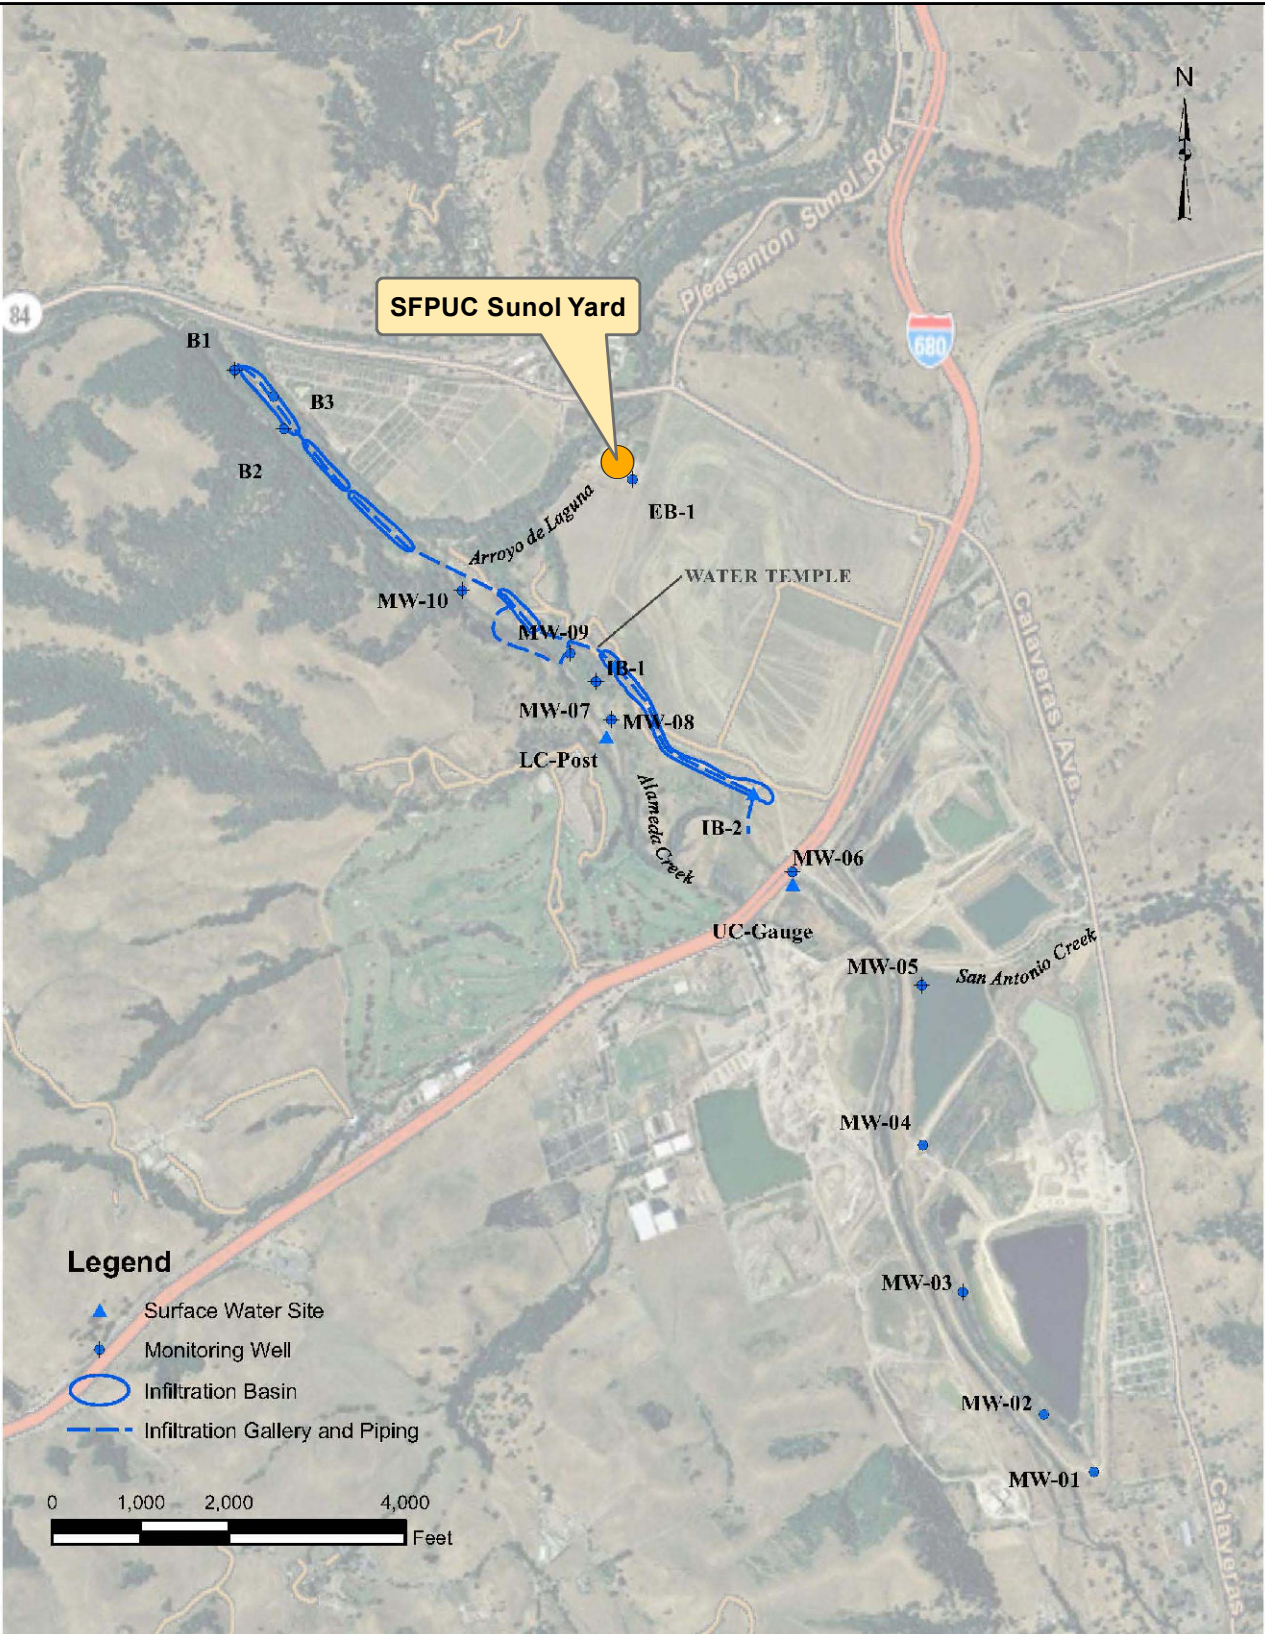 N
Pleasanton Sunol Rd.
SFPUC Sunol Yard
84
680
B1
B3
B2
EB-1
Arroyo de Laguna
WATER TEMPLE
MW-10
Calaveras Ave.
MW-09
IB-1
MW-07
MW-08
LC-Post
Alameda Creek
IB-2
MW-06
UC-Gauge
MW-05
San Antonio Creek
MW-04
MW-03
MW-02
MW-01
Calaveras
Legend
Surface Water Site
Monitoring Well
Infiltration Basin
Infiltration Gallery and Piping
0 1,000 2,000 4,000
Feet